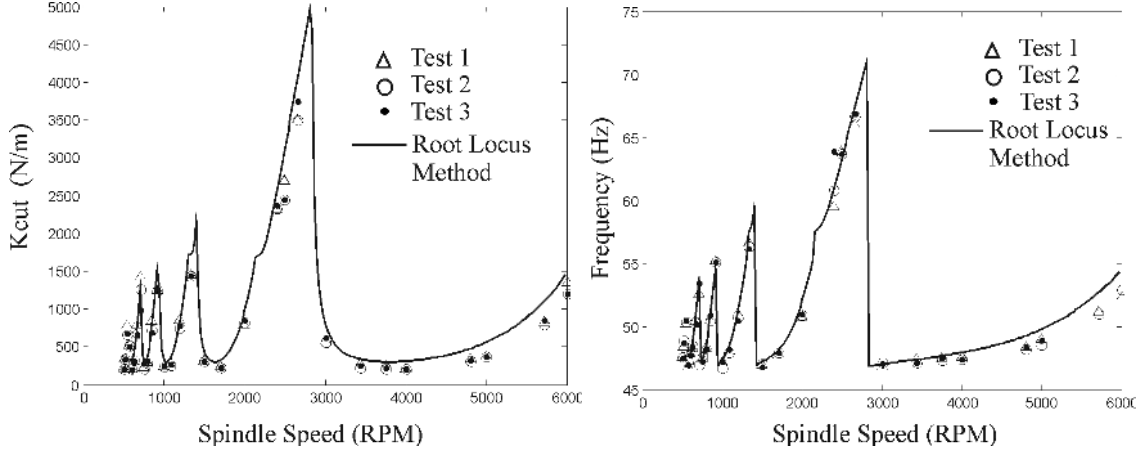 5000
4500
4000
3500
3000
2500
2000
1500
1000
500
0
Kcut (N/m)
Test 1
Test 2
Test 3
Root Locus
Method
0 1000 2000 3000 4000 5000 6000
Spindle Speed (RPM)
75
70
65
60
55
50
45
Frequency (Hz)
Test 1
Test 2
Test 3
Root Locus
Method
0 1000 2000 3000 4000 5000 6000
Spindle Speed (RPM)